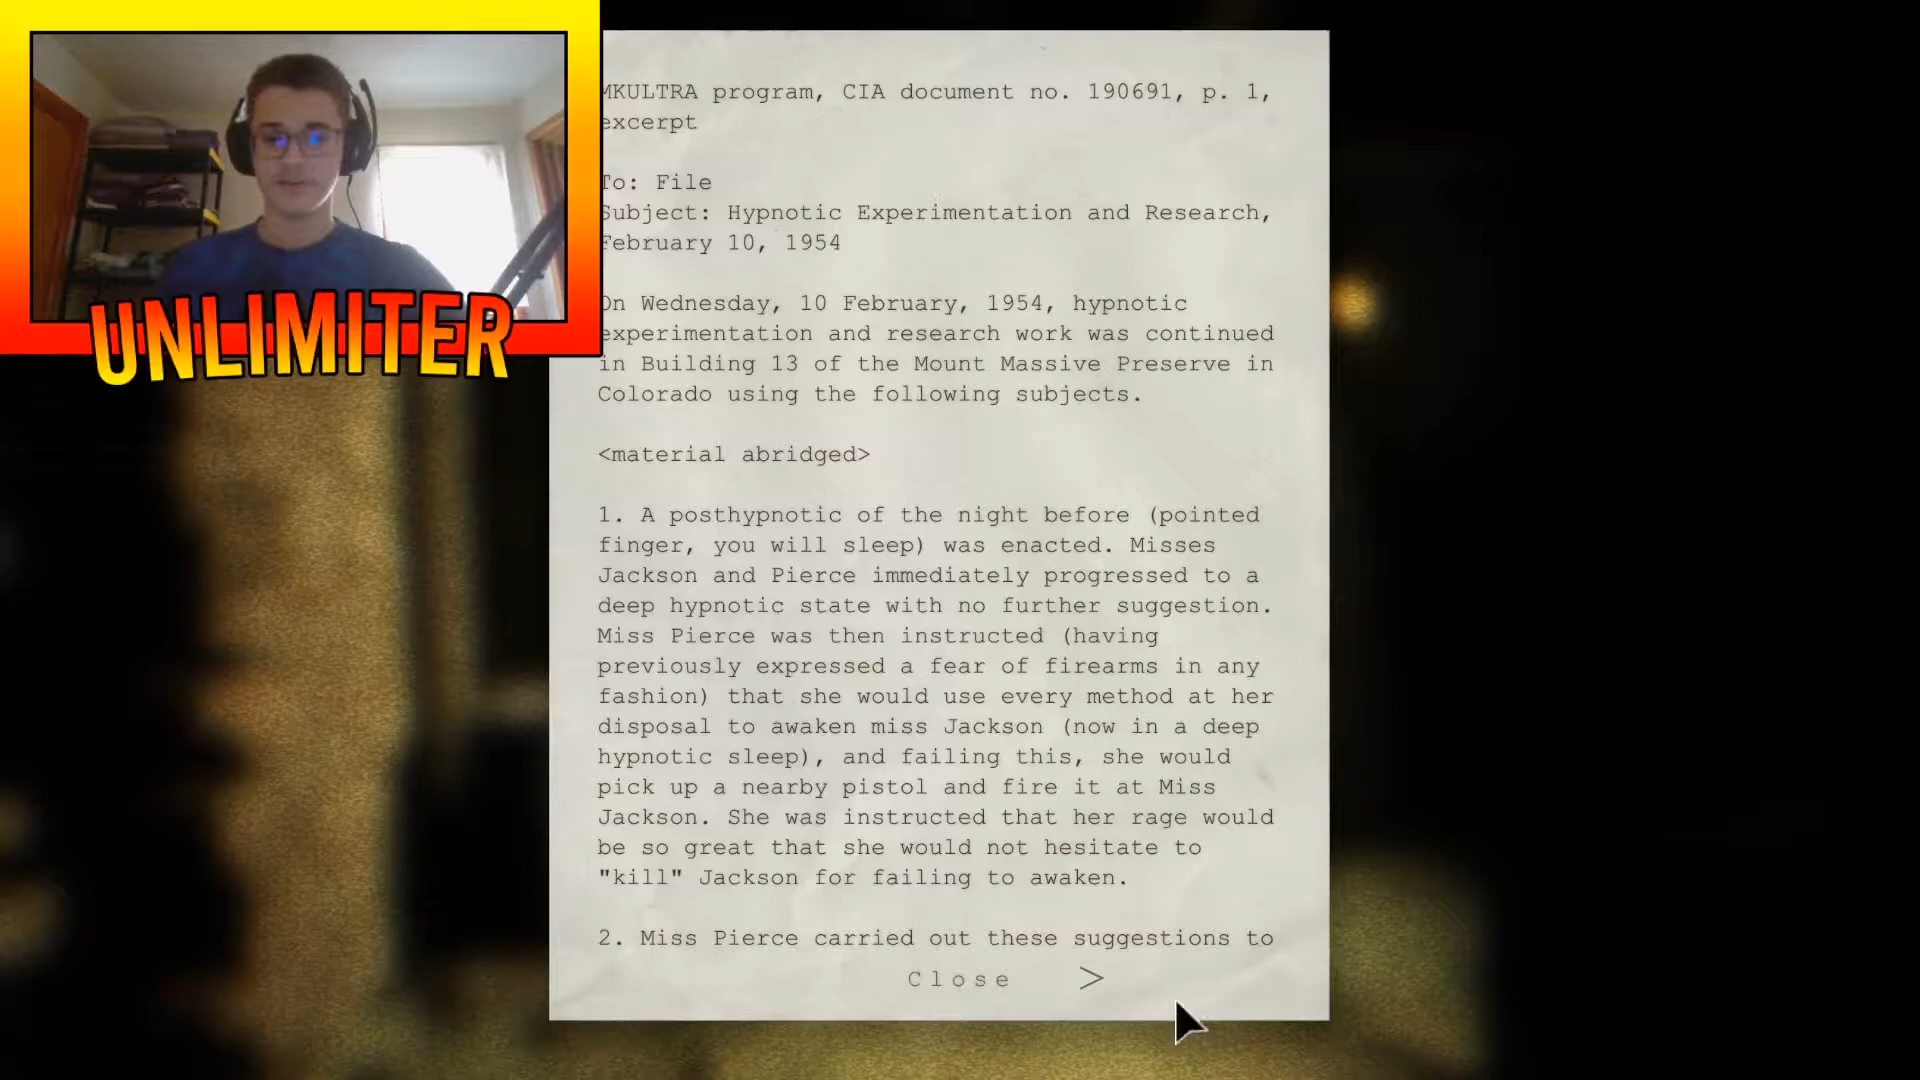 UNLIMITER
MKULTRA program, CIA document no. 190691, p. 1,
excerpt
To: File
Subject: Hypnotic Experimentation and Research,
February 10, 1954
On Wednesday, 10 February, 1954, hypnotic
experimentation and research work was continued
in Building 13 of the Mount Massive Preserve in
Colorado using the following subjects.
<material abridged>
1. A posthypnotic of the night before (pointed
finger, you will sleep) was enacted. Misses
Jackson and Pierce immediately progressed to a
deep hypnotic state with no further suggestion.
Miss Pierce was then instructed (having
previously expressed a fear of firearms in any
fashion) that she would use every method at her
disposal to awaken miss Jackson (now in a deep
hypnotic sleep), and failing this, she would
pick up a nearby pistol and fire it at Miss
Jackson. She was instructed that her rage would
be so great that she would not hesitate to
"kill" Jackson for failing to awaken.
2. Miss Pierce carried out these suggestions to
Close >